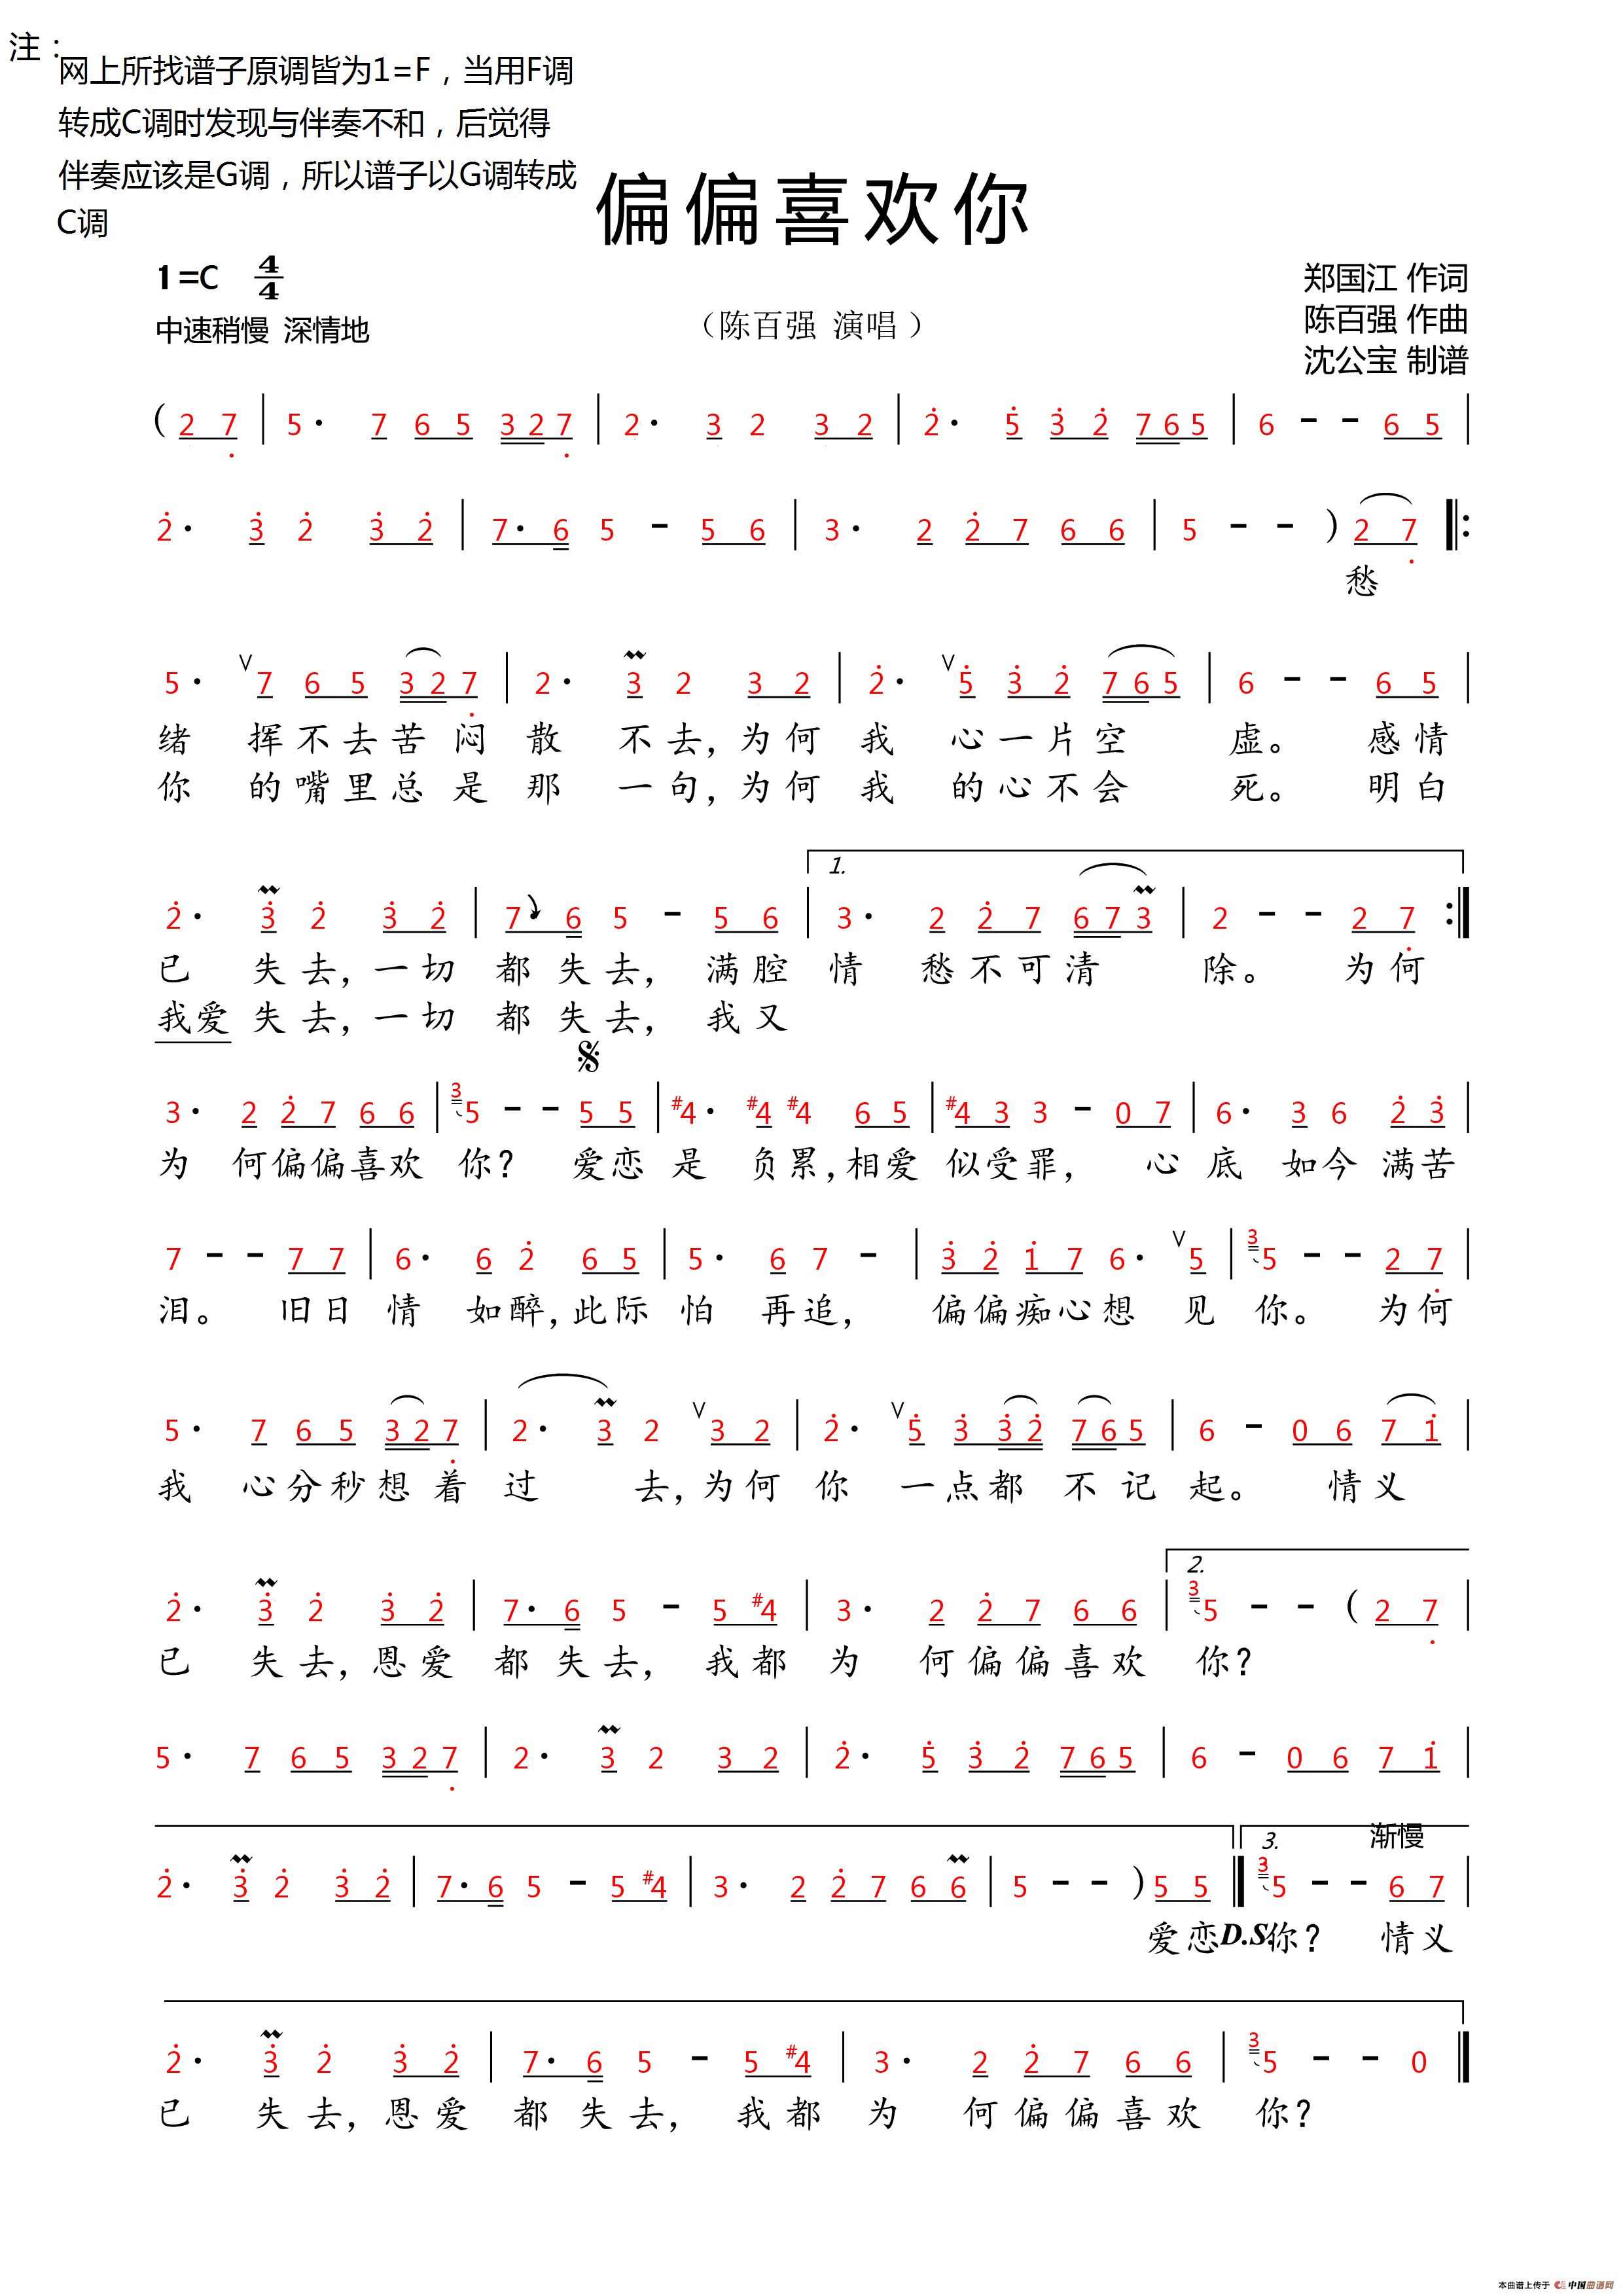 注：
网上所找谱子原调皆为1=F，当用F调
转成C调时发现与伴奏不和，后觉得
伴奏应该是G调，所以谱子以G调转成
C调
偏偏喜欢你
1=C 4/4
中速稍慢 深情地
（陈百强 演唱）
郑国江 作词
陈百强 作曲
沈公宝 制谱
( 2 7 | 5· 7 6 5 3 2 7 | 2· 3 2 3 2 | 2· 5 3 2 7 6 5 | 6 - - 6 5 |
2· 3 2 3 2 | 7· 6 5 - 5 6 | 3· 2 2 7 6 6 | 5 - - ) 2 7 ‖:
愁
5· 7 6 5 3 2 7 | 2· 3 2 3 2 | 2· 5 3 2 7 6 5 | 6 - - 6 5 |
绪 挥不去苦闷散 不去，为何我 心一片空 虚。 感情
你 的嘴里总是那 一句，为何我 的心不会 死。 明白
1.
2· 3 2 3 2 | 7· 6 5 - 5 6 | 3· 2 2 7 6 7 3 | 2 - - 2 7 :‖
已 失去，一切 都失去， 满腔 情 愁不可清 除。 为何
我爱失去，一切 都失去， 我又
3· 2 2 7 6 6 | 3 5 - - 5 5 | #4· #4 #4 6 5 | #4 3 3 - 0 7 | 6· 3 6 2 3 |
为 何偏偏喜欢 你？ 爱恋 是 负累，相爱 似受罪， 心 底 如今满苦
7 - - 7 7 | 6· 6 2 6 5 | 5· 6 7 - | 3 2 1 7 6· 5 | 3 5 - - 2 7 |
泪。 旧日 情 如醉，此际 怕 再追， 偏偏痴心想 见 你。 为何
5· 7 6 5 3 2 7 | 2· 3 2 3 2 | 2· 5 3 3 2 7 6 5 | 6 - 0 6 7 1 |
我 心分秒想着 过 去，为何 你 一点都 不记 起。 情义
2.
2· 3 2 3 2 | 7· 6 5 - 5 #4 | 3· 2 2 7 6 6 | 3 5 - - ( 2 7 |
已 失去，恩爱 都失去， 我都 为 何偏偏喜欢 你？
5· 7 6 5 3 2 7 | 2· 3 2 3 2 | 2· 5 3 2 7 6 5 | 6 - 0 6 7 1 |
3. 渐慢
2· 3 2 3 2 | 7· 6 5 - 5 #4 | 3· 2 2 7 6 6 | 5 - - ) 5 5 ‖ 3 5 - - 6 7 |
爱恋 D.S. 你？ 情义
2· 3 2 3 2 | 7· 6 5 - 5 #4 | 3· 2 2 7 6 6 | 3 5 - - 0 ‖
已 失去，恩爱 都失去， 我都 为 何偏偏喜欢 你？
本曲谱上传于 中国曲谱网